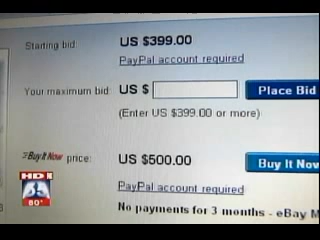 Starting bid: US $399.00
PayPal account required
Your maximum bid: US $ Place Bid
(Enter US $399.00 or more)
Buy It Now price: US $500.00 Buy It Now
PayPal account required
No payments for 3 months - eBay M
HD 1
80°